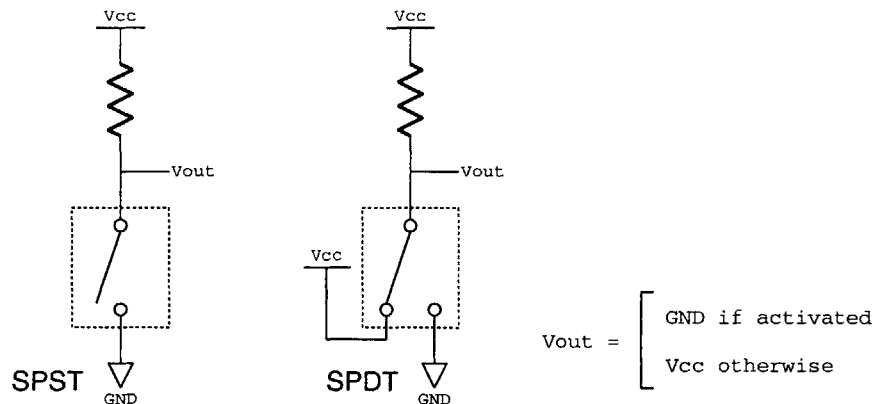 Vcc
Vcc
Vout
Vout
Vcc
GND if activated
Vout =
Vcc otherwise
SPST
SPDT
GND
GND